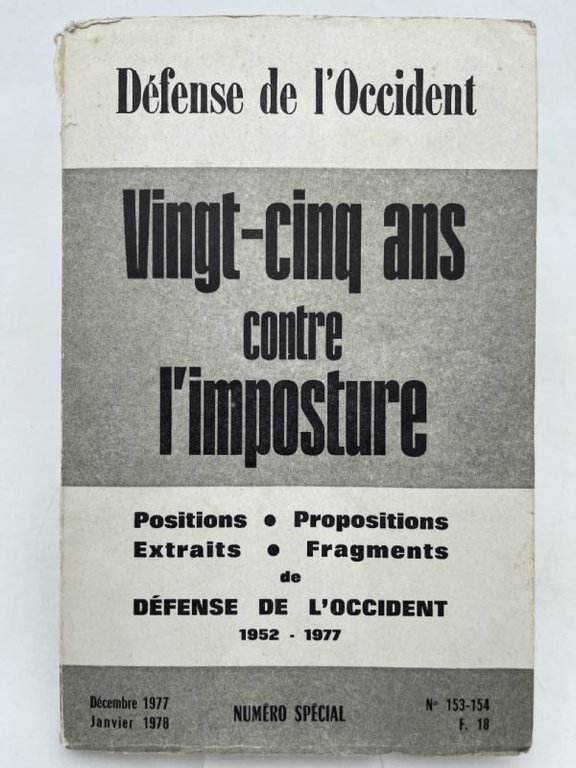 Défense de l'Occident
Vingt-cinq ans
contre
l'imposture
Positions • Propositions
Extraits • Fragments
de
DÉFENSE DE L'OCCIDENT
1952 - 1977
Décembre 1977
Janvier 1978
NUMÉRO SPÉCIAL
N° 153-154
F. 18